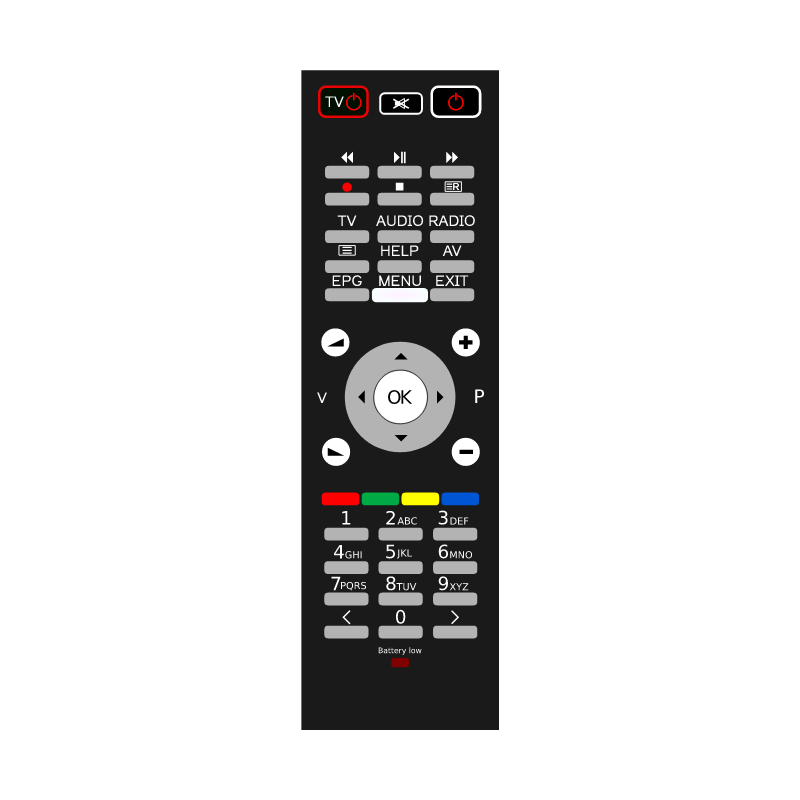 TV
R
TV AUDIO RADIO
HELP AV
EPG MENU EXIT
V OK P
1 2ABC 3DEF
4GHI 5JKL 6MNO
7PQRS 8TUV 9XYZ
< 0 >
Battery low